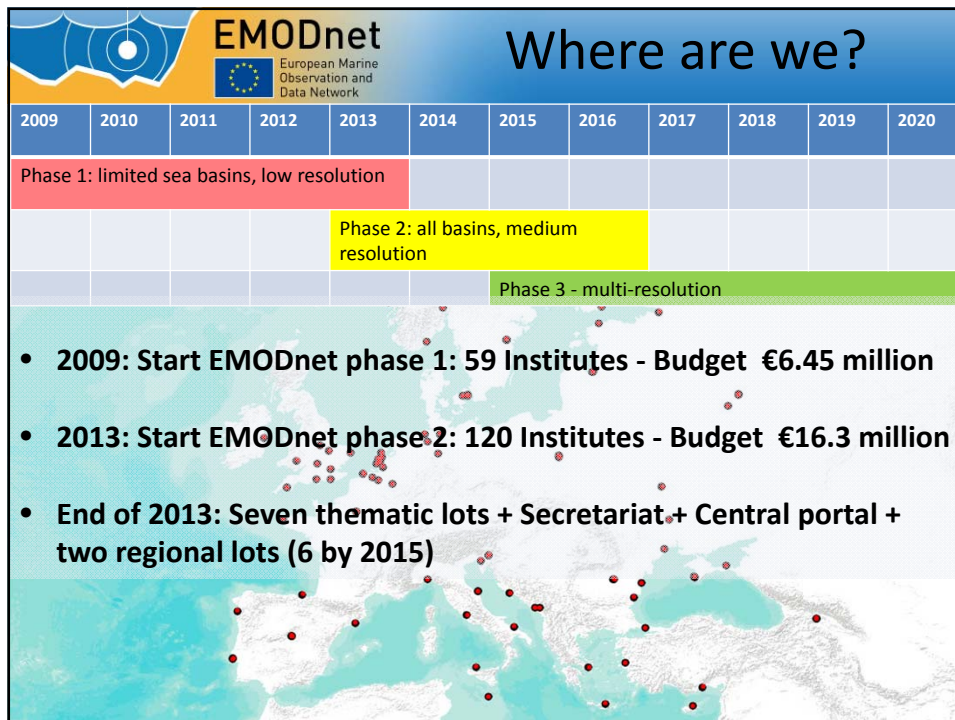 EMODnet
European Marine
Observation and
Data Network
Where are we?
2009 2010 2011 2012 2013 2014 2015 2016 2017 2018 2019 2020
Phase 1: limited sea basins, low resolution
Phase 2: all basins, medium
resolution
Phase 3 - multi-resolution
• 2009: Start EMODnet phase 1: 59 Institutes - Budget €6.45 million
• 2013: Start EMODnet phase 2: 120 Institutes - Budget €16.3 million
• End of 2013: Seven thematic lots + Secretariat + Central portal +
two regional lots (6 by 2015)